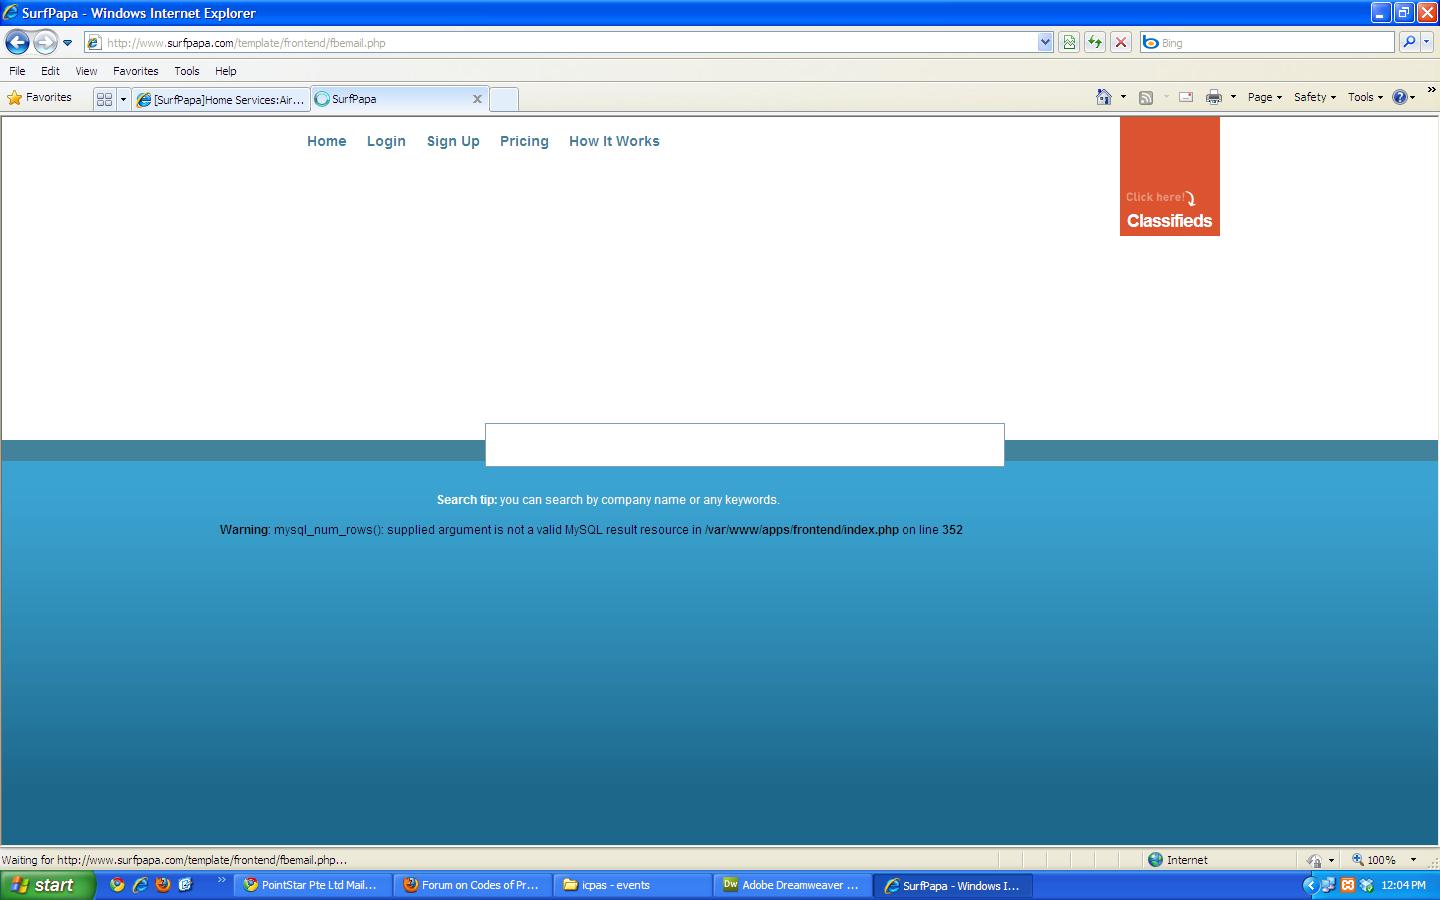 SurfPapa - Windows Internet Explorer
http://www.surfpapa.com/template/frontend/fbemail.php
Bing
File Edit View Favorites Tools Help
Favorites
[SurfPapa]Home Services:Air...
SurfPapa
Page
Safety
Tools
Home Login Sign Up Pricing How It Works
Click here!
Classifieds
Search tip: you can search by company name or any keywords.
Warning: mysql_num_rows(): supplied argument is not a valid MySQL result resource in /var/www/apps/frontend/index.php on line 352
Waiting for http://www.surfpapa.com/template/frontend/fbemail.php...
Internet
100%
start
PointStar Pte Ltd Mail...
Forum on Codes of Pr...
icpas - events
Dw
Adobe Dreamweaver ...
SurfPapa - Windows I...
12:04 PM